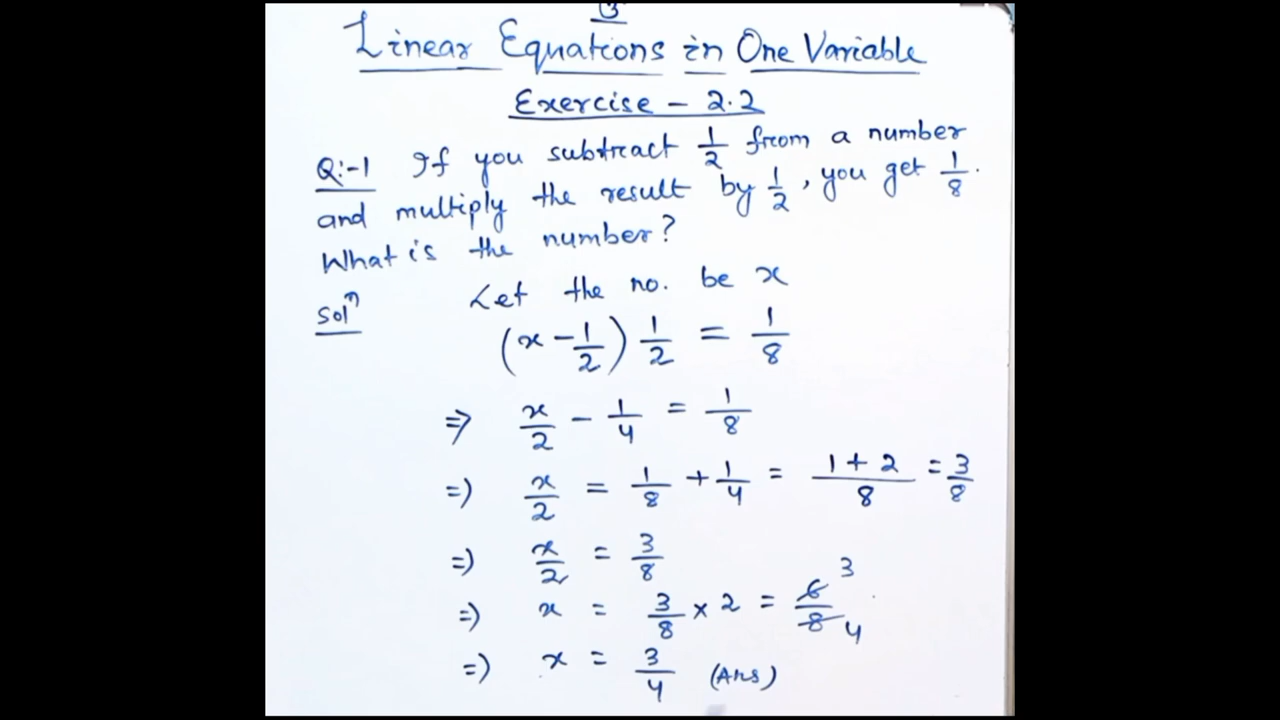 3
Linear Equations in One Variable
Exercise - 2.2
Q:-1 If you subtract 1/2 from a number
and multiply the result by 1/2, you get 1/8.
What is the number?
Solⁿ Let the no. be x
(x - 1/2) 1/2 = 1/8
⇒ x/2 - 1/4 = 1/8
⇒ x/2 = 1/8 + 1/4 = (1+2)/8 = 3/8
⇒ x/2 = 3/8
⇒ x = 3/8 × 2 = 6/8 3 4
⇒ x = 3/4 (Ans)